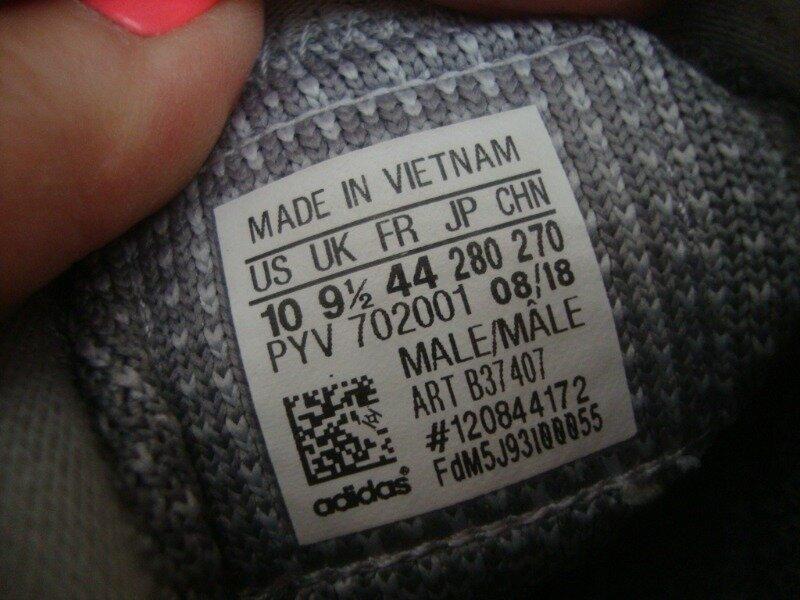 MADE IN VIETNAM
US UK FR JP CHN
10 9½ 44 280 270
PYV 702001 08/18
MALE/MÂLE
ART B37407
#120844172
FdM5J93I00055
adidas®